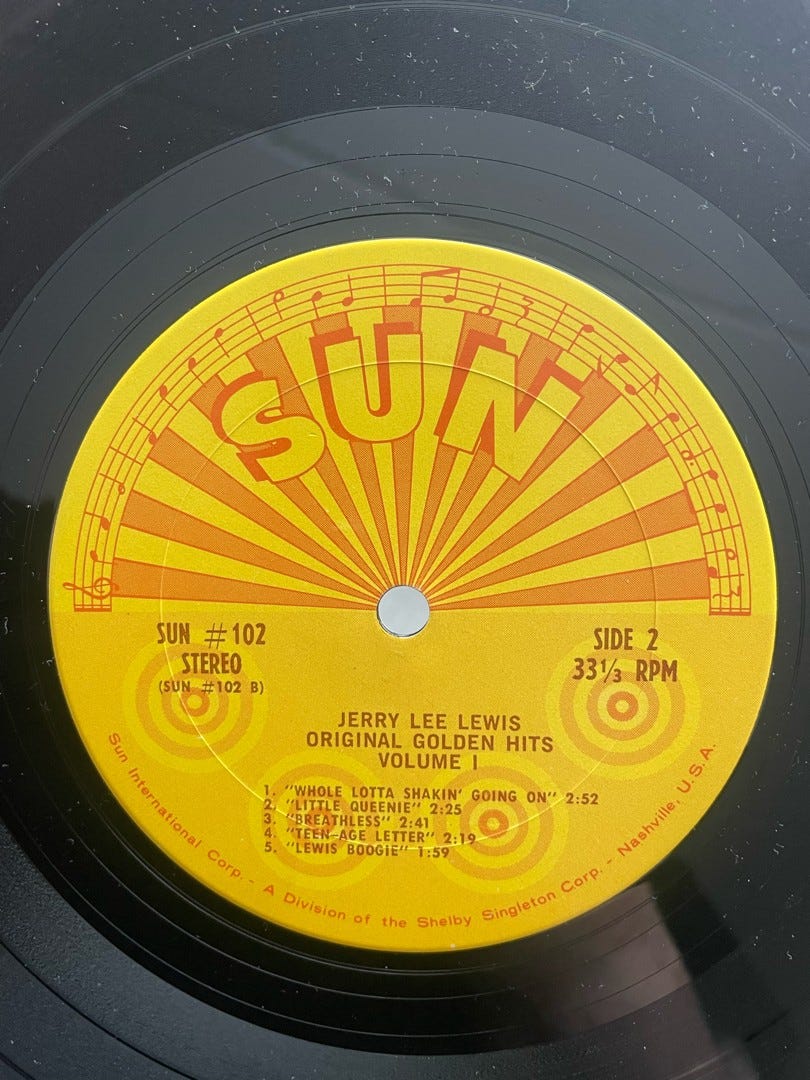 SUN
SUN #102
STEREO
(SUN #102 B)
SIDE 2
33 1/3 RPM
JERRY LEE LEWIS
ORIGINAL GOLDEN HITS
VOLUME I
1. "WHOLE LOTTA SHAKIN' GOING ON" 2:52
2. "LITTLE QUEENIE" 2:25
3. "BREATHLESS" 2:41
4. "TEEN-AGE LETTER" 2:19
5. "LEWIS BOOGIE" 1:59
Sun International Corp. - A Division of the Shelby Singleton Corp. - Nashville, U.S.A.